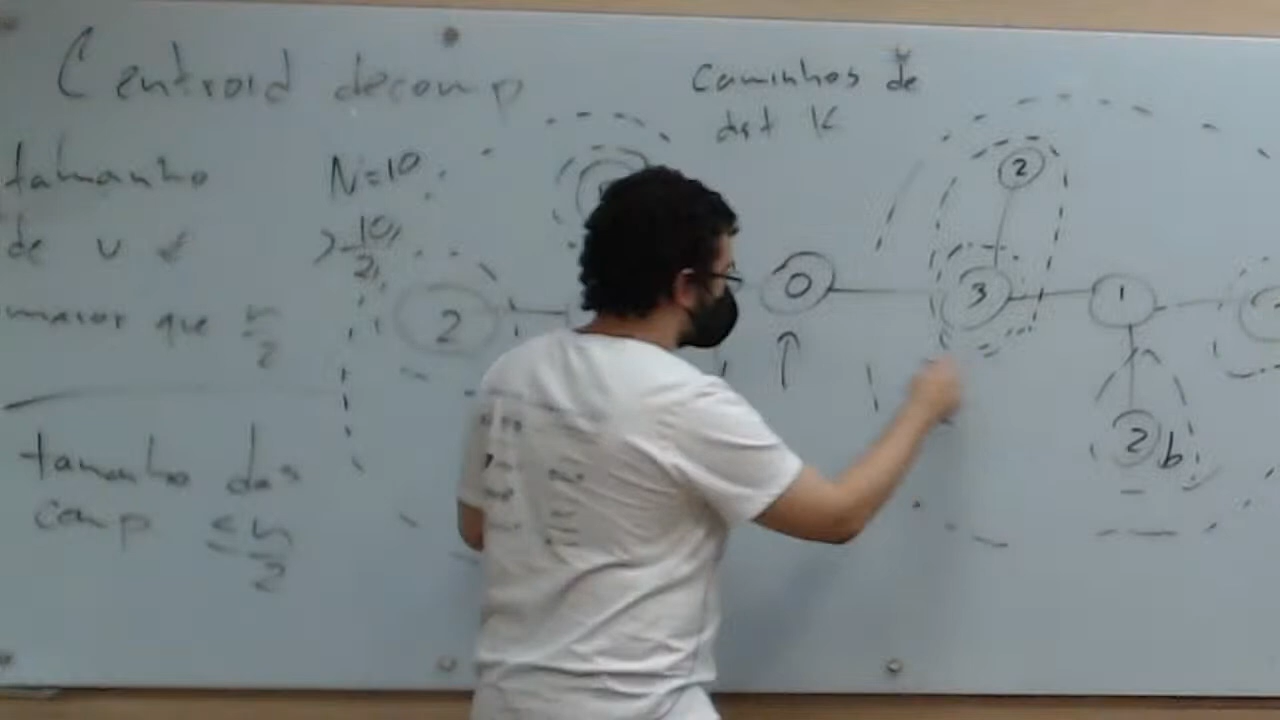 Centroid decomp
Caminhos de
dist K
tamanho
de v
maior que n/2
N=10
> 10/2
tamanho das
comp <= n/2
2
0
3
2
1
2 b